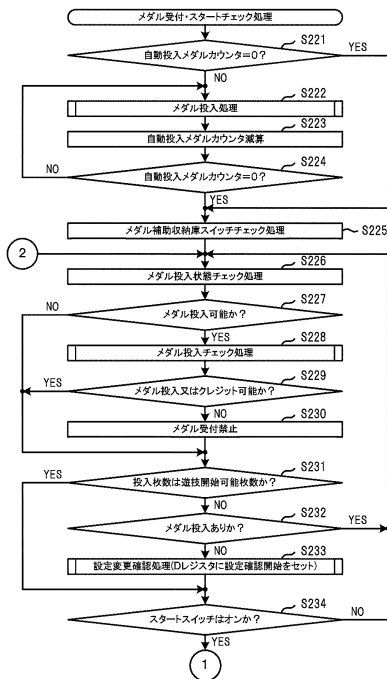 メダル受付・スタートチェック処理
S221
自動投入メダルカウンタ=0?
YES
NO
S222
メダル投入処理
S223
自動投入メダルカウンタ減算
S224
NO
自動投入メダルカウンタ=0?
YES
メダル補助収納庫スイッチチェック処理
S225
2
S226
メダル投入状態チェック処理
S227
NO
メダル投入可能か?
YES
S228
メダル投入チェック処理
S229
YES
メダル投入又はクレジット可能か?
NO
S230
メダル受付禁止
S231
YES
投入枚数は遊技開始可能枚数か?
NO
S232
メダル投入ありか?
YES
NO
S233
設定変更確認処理(Dレジスタに設定確認開始をセット)
S234
スタートスイッチはオンか?
NO
YES
1